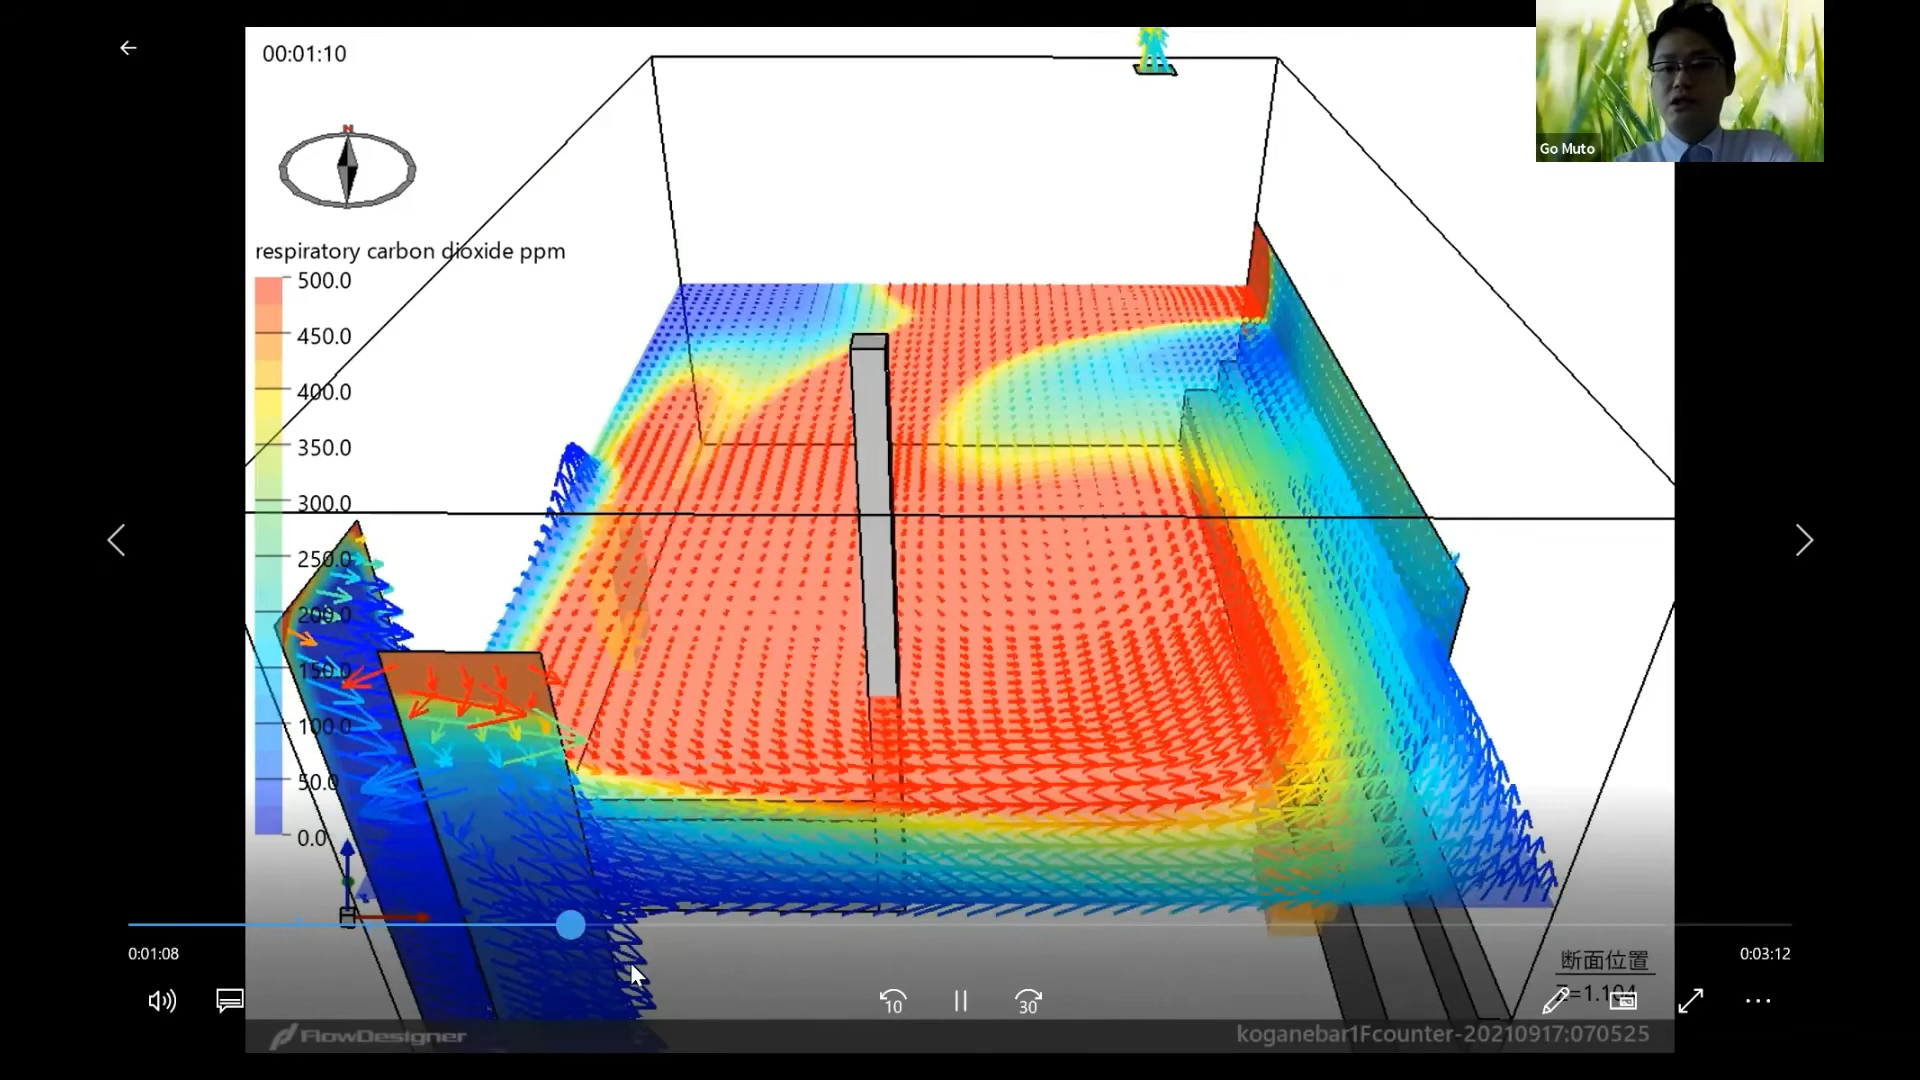 00:01:10
N
Go Muto
respiratory carbon dioxide ppm
500.0
450.0
400.0
350.0
300.0
250.0
200.0
150.0
100.0
50.0
0.0
0:01:08
0:03:12
断面位置
Z=1.104
10
30
FlowDesigner
koganebar1Fcounter-20210917:070525